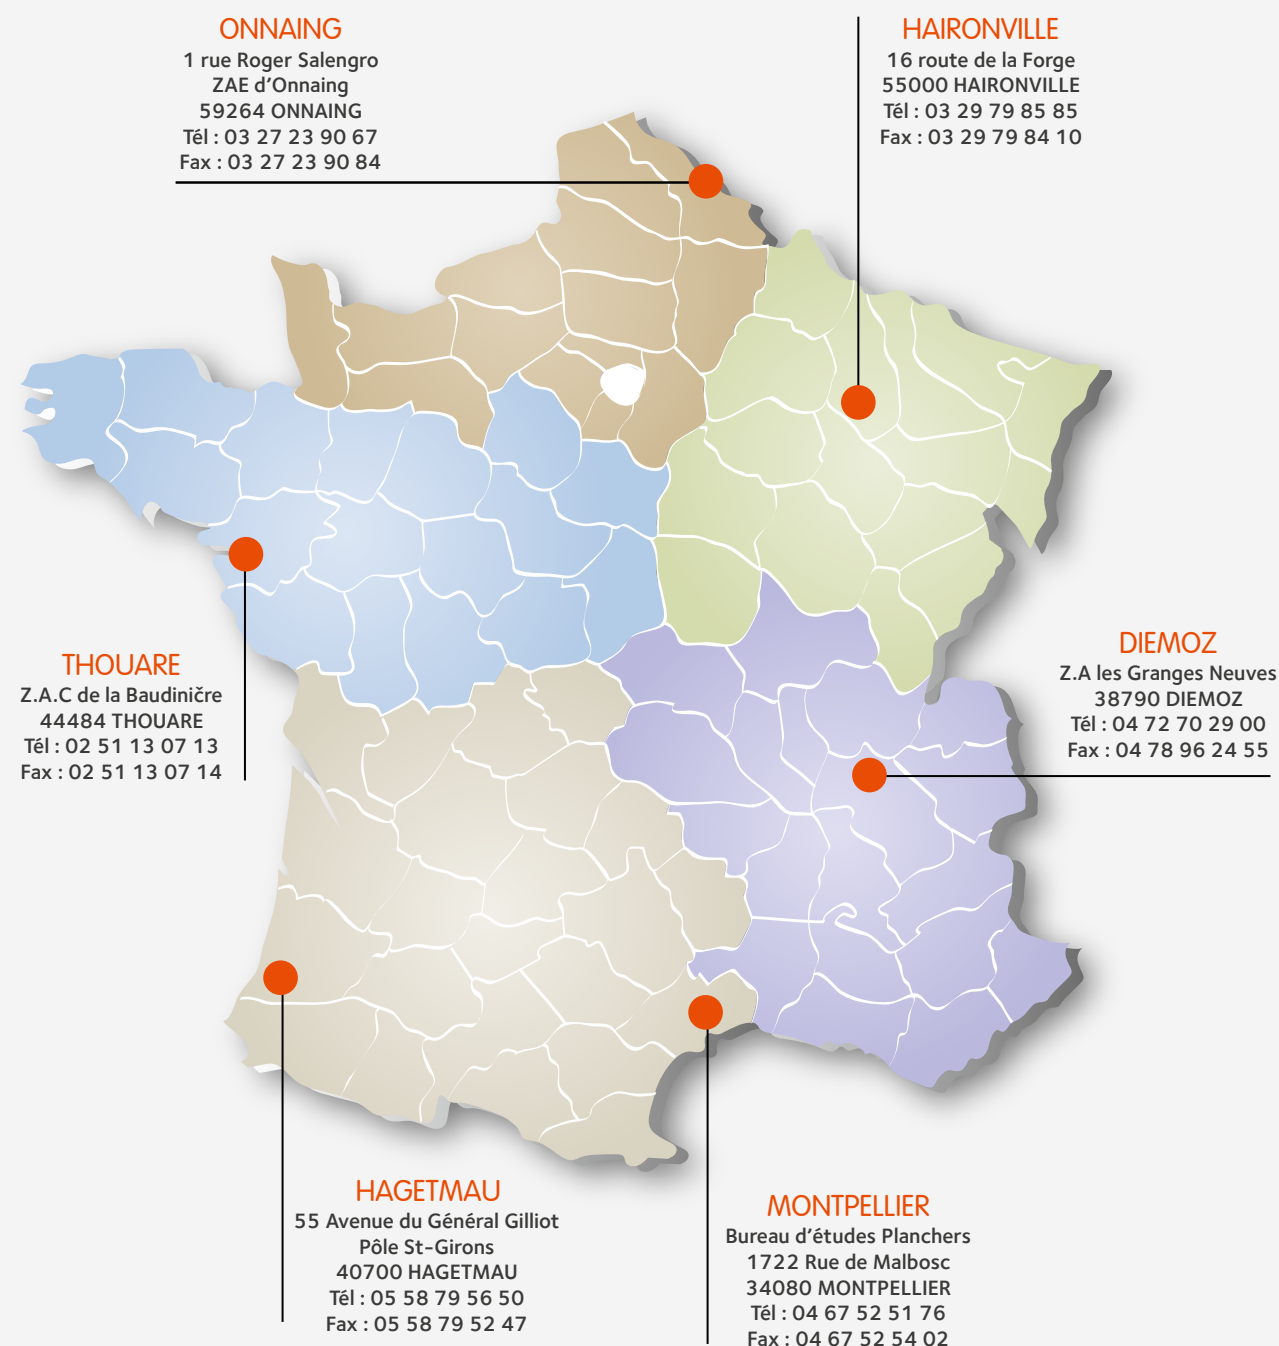 ONNAING
1 rue Roger Salengro
ZAE d'Onnaing
59264 ONNAING
Tél : 03 27 23 90 67
Fax : 03 27 23 90 84
HAIRONVILLE
16 route de la Forge
55000 HAIRONVILLE
Tél : 03 29 79 85 85
Fax : 03 29 79 84 10
THOUARE
Z.A.C de la Baudiničre
44484 THOUARE
Tél : 02 51 13 07 13
Fax : 02 51 13 07 14
DIEMOZ
Z.A les Granges Neuves
38790 DIEMOZ
Tél : 04 72 70 29 00
Fax : 04 78 96 24 55
HAGETMAU
55 Avenue du Général Gilliot
Pôle St-Girons
40700 HAGETMAU
Tél : 05 58 79 56 50
Fax : 05 58 79 52 47
MONTPELLIER
Bureau d'études Planchers
1722 Rue de Malbosc
34080 MONTPELLIER
Tél : 04 67 52 51 76
Fax : 04 67 52 54 02